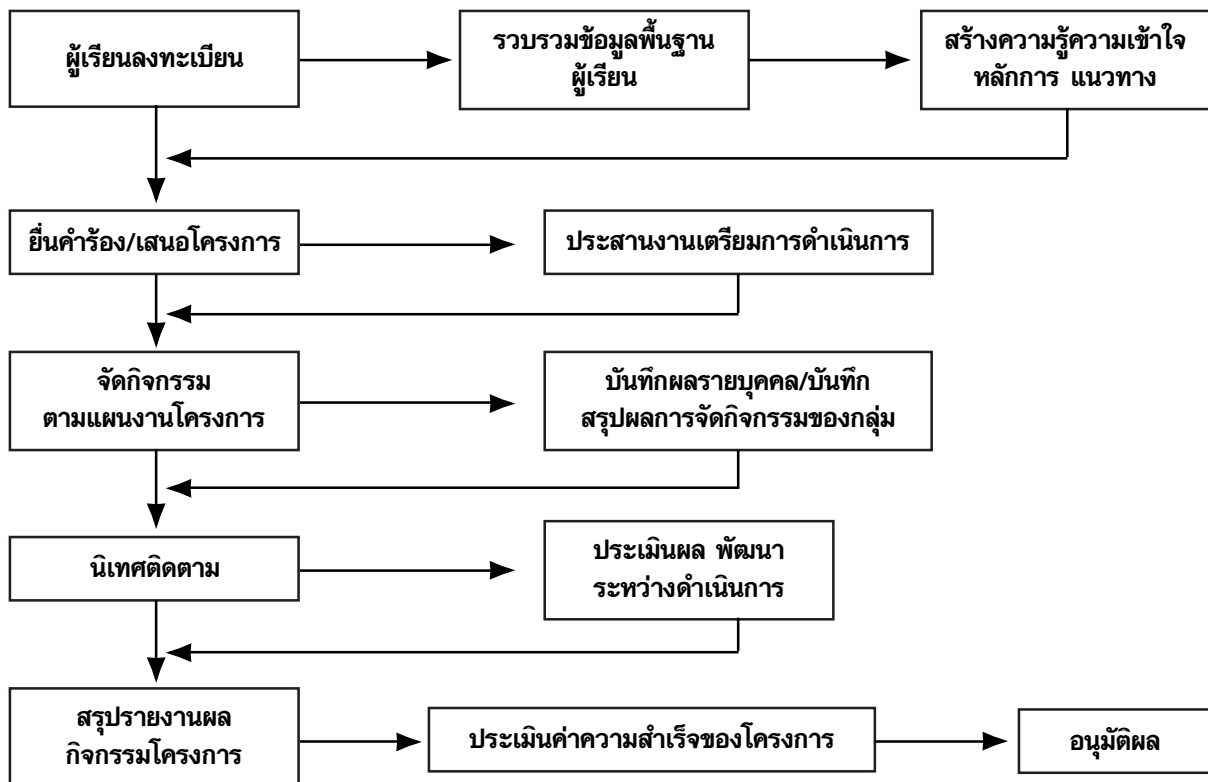 ผู้เรียนลงทะเบียน
รวบรวมข้อมูลพื้นฐาน
ผู้เรียน
สร้างความรู้ความเข้าใจ
หลักการ แนวทาง
ยื่นคำร้อง/เสนอโครงการ
ประสานงานเตรียมการดำเนินการ
จัดกิจกรรม
ตามแผนงานโครงการ
บันทึกผลรายบุคคล/บันทึก
สรุปผลการจัดกิจกรรมของกลุ่ม
นิเทศติดตาม
ประเมินผล พัฒนา
ระหว่างดำเนินการ
สรุปรายงานผล
กิจกรรมโครงการ
ประเมินค่าความสำเร็จของโครงการ
อนุมัติผล